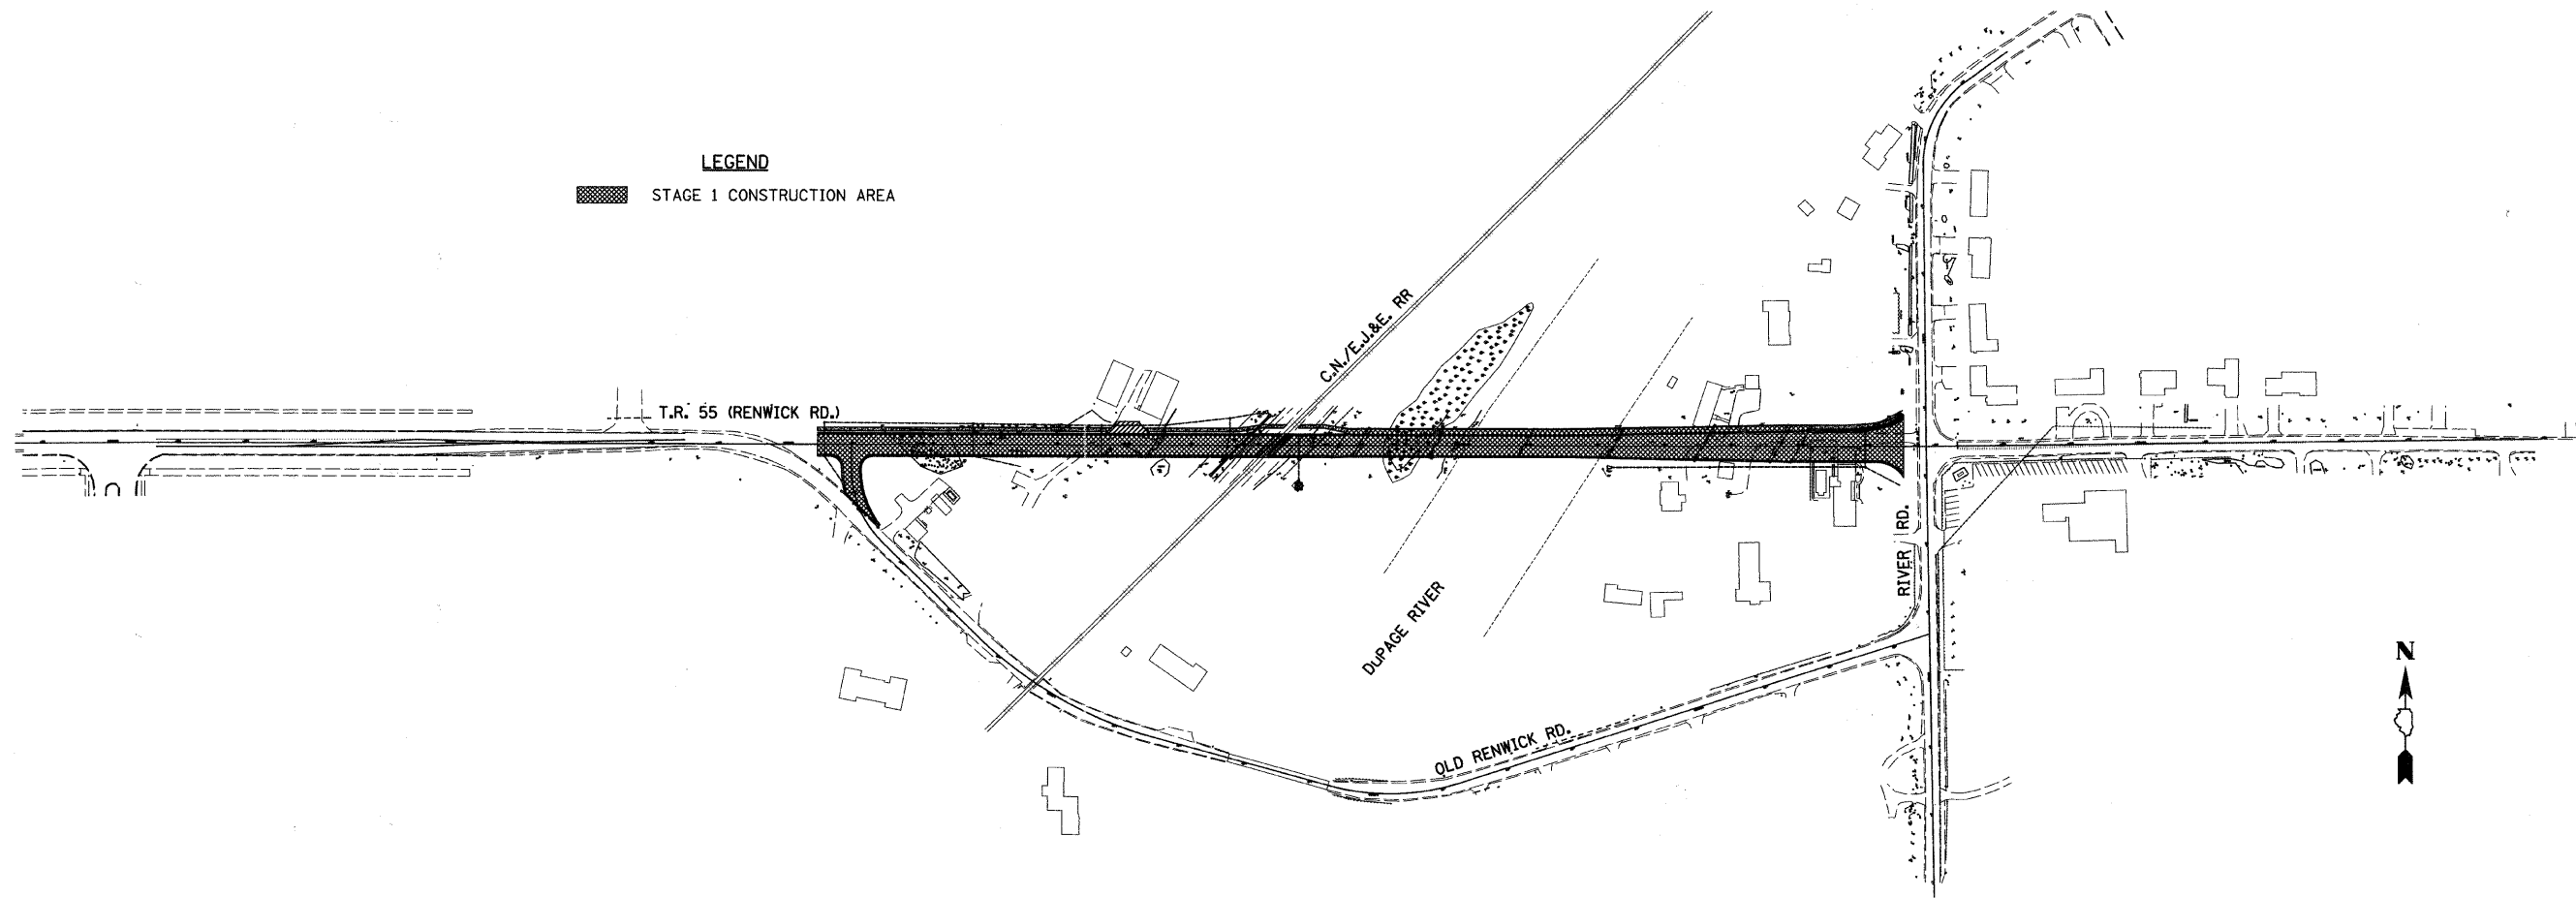 LEGEND
STAGE 1 CONSTRUCTION AREA
C.N./E.J.&E. RR
T.R. 55 (RENWICK RD.)
RIVER RD.
DuPAGE RIVER
OLD RENWICK RD.
N